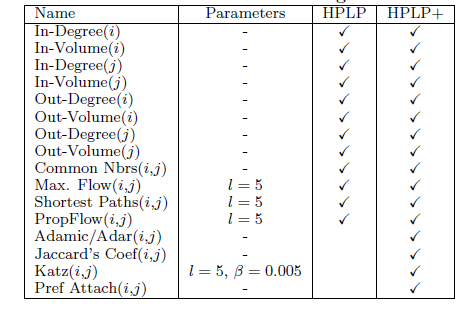 Name Parameters HPLP HPLP+
In-Degree(i) - ✓ ✓
In-Volume(i) - ✓ ✓
In-Degree(j) - ✓ ✓
In-Volume(j) - ✓ ✓
Out-Degree(i) - ✓ ✓
Out-Volume(i) - ✓ ✓
Out-Degree(j) - ✓ ✓
Out-Volume(j) - ✓ ✓
Common Nbrs(i,j) - ✓ ✓
Max. Flow(i,j) l = 5 ✓ ✓
Shortest Paths(i,j) l = 5 ✓ ✓
PropFlow(i,j) l = 5 ✓ ✓
Adamic/Adar(i,j) - ✓
Jaccard's Coef(i,j) - ✓
Katz(i,j) l = 5, β = 0.005 ✓
Pref Attach(i,j) - ✓